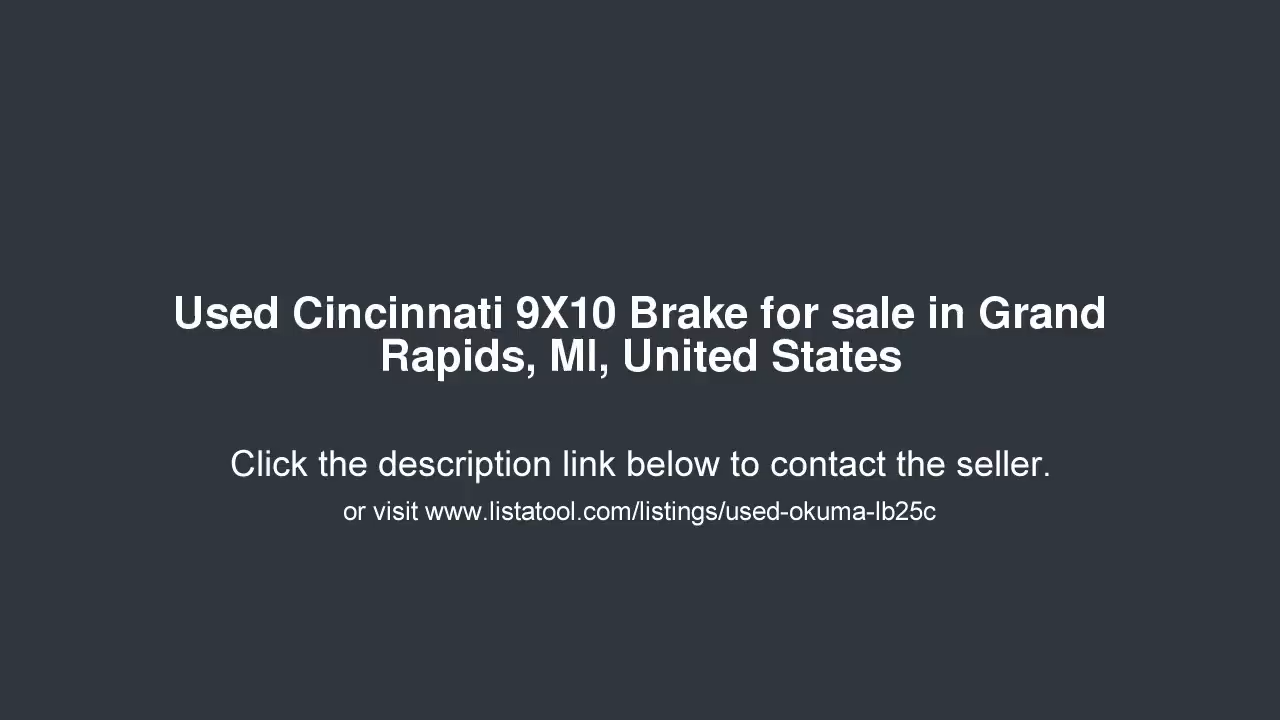 Used Cincinnati 9X10 Brake for sale in Grand
Rapids, MI, United States
Click the description link below to contact the seller.
or visit www.listatool.com/listings/used-okuma-lb25c